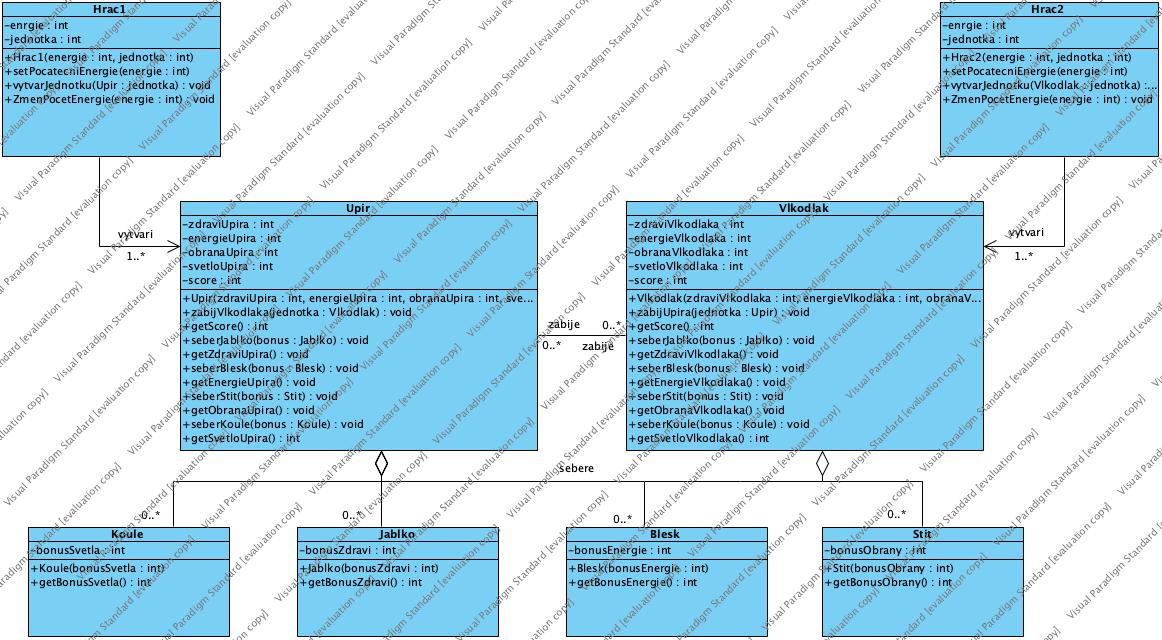 Hrac1
-enrgie : int
-jednotka : int
+Hrac1(energie : int, jednotka : int)
+setPocatecniEnergie(energie : int)
+vytvarJednotku(Upir : jednotka) : void
+ZmenPocetEnergie(energie : int) : void
Hrac2
-enrgie : int
-jednotka : int
+Hrac2(energie : int, jednotka : int)
+setPocatecniEnergie(energie : int)
+vytvarJednotku(Vlkodlak : jednotka) :...
+ZmenPocetEnergie(energie : int) : void
vytvari
1..*
vytvari
1..*
Upir
-zdraviUpira : int
-energieUpira : int
-obranaUpira : int
-svetloUpira : int
-score : int
+Upir(zdraviUpira : int, energieUpira : int, obranaUpira : int, sve...
+zabijVlkodlaka(jednotka : Vlkodlak) : void
+getScore() : int
+seberJablko(bonus : Jablko) : void
+getZdraviUpira() : void
+seberBlesk(bonus : Blesk) : void
+getEnergieUpira() : void
+seberStit(bonus : Stit) : void
+getObranaUpira() : void
+seberKoule(bonus : Koule) : void
+getSvetloUpira() : int
zabije 0..*
0..* zabije
Vlkodlak
-zdraviVlkodlaka : int
-energieVlkodlaka : int
-obranaVlkodlaka : int
-svetloVlkodlaka : int
-score : int
+Vlkodlak(zdraviVlkodlaka : int, energieVlkodlaka : int, obranaV...
+zabijUpira(jednotka : Upir) : void
+getScore() : int
+seberJablko(bonus : Jablko) : void
+getZdraviVlkodlaka() : void
+seberBlesk(bonus : Blesk) : void
+getEnergieVlkodlaka() : void
+seberStit(bonus : Stit) : void
+getObranaVlkodlaka() : void
+seberKoule(bonus : Koule) : void
+getSvetloVlkodlaka() : int
sebere
0..*
0..*
0..*
0..*
Koule
-bonusSvetla : int
+Koule(bonusSvetla : int)
+getBonusSvetla() : int
Jablko
-bonusZdravi : int
+Jablko(bonusZdravi : int)
+getBonusZdravi() : int
Blesk
-bonusEnergie : int
+Blesk(bonusEnergie : int)
+getBonusEnergie() : int
Stit
-bonusObrany : int
+Stit(bonusObrany : int)
+getBonusObrany() : int
Visual Paradigm Standard [evaluation copy]